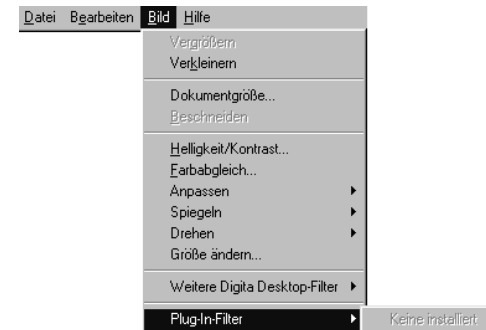 Datei Bearbeiten Bild Hilfe
Vergrößern
Verkleinern
Dokumentgröße...
Beschneiden
Helligkeit/Kontrast...
Farbabgleich...
Anpassen
Spiegeln
Drehen
Größe ändern...
Weitere Digita Desktop-Filter
Plug-In-Filter Keine installiert